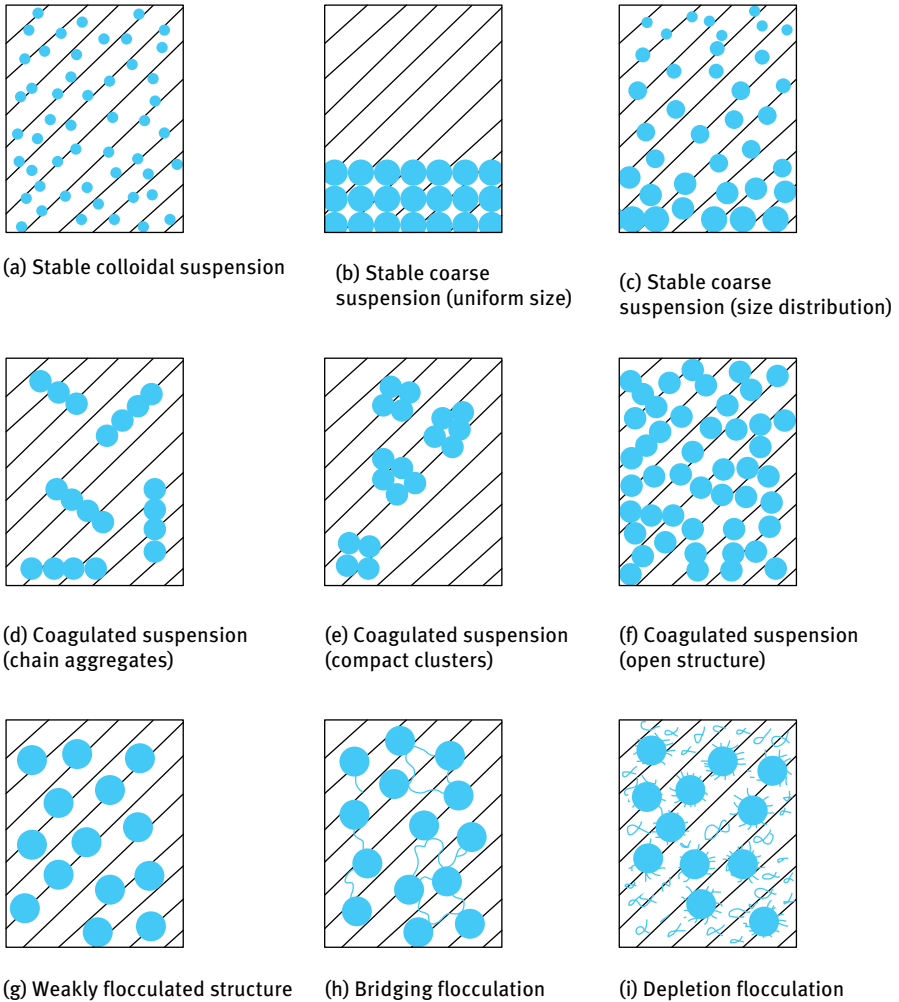 (a) Stable colloidal suspension
(b) Stable coarse
suspension (uniform size)
(c) Stable coarse
suspension (size distribution)
(d) Coagulated suspension
(chain aggregates)
(e) Coagulated suspension
(compact clusters)
(f) Coagulated suspension
(open structure)
(g) Weakly flocculated structure
(h) Bridging flocculation
(i) Depletion flocculation